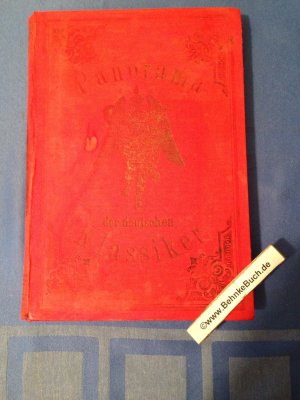 Panorama
der deutschen
Klassiker
©www.BehnkeBuch.de